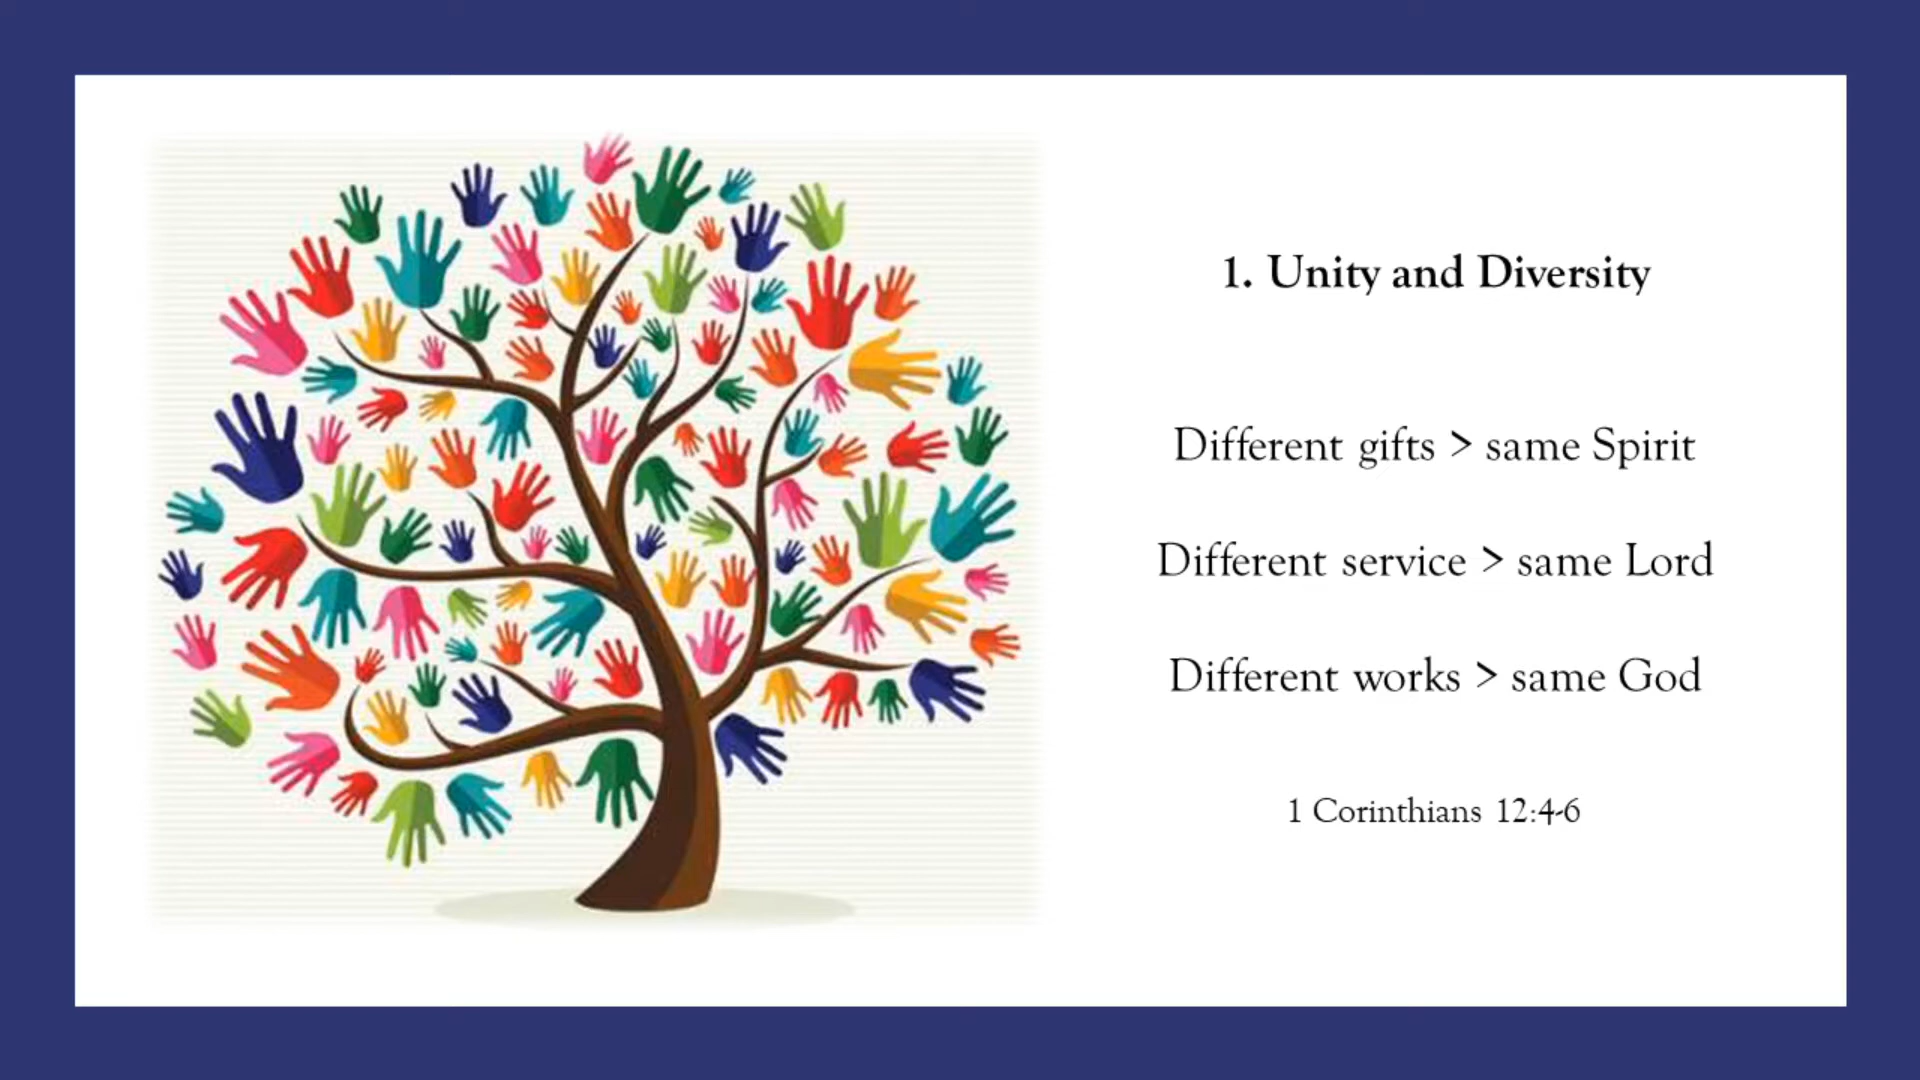 1. Unity and Diversity
Different gifts > same Spirit
Different service > same Lord
Different works > same God
1 Corinthians 12:4-6